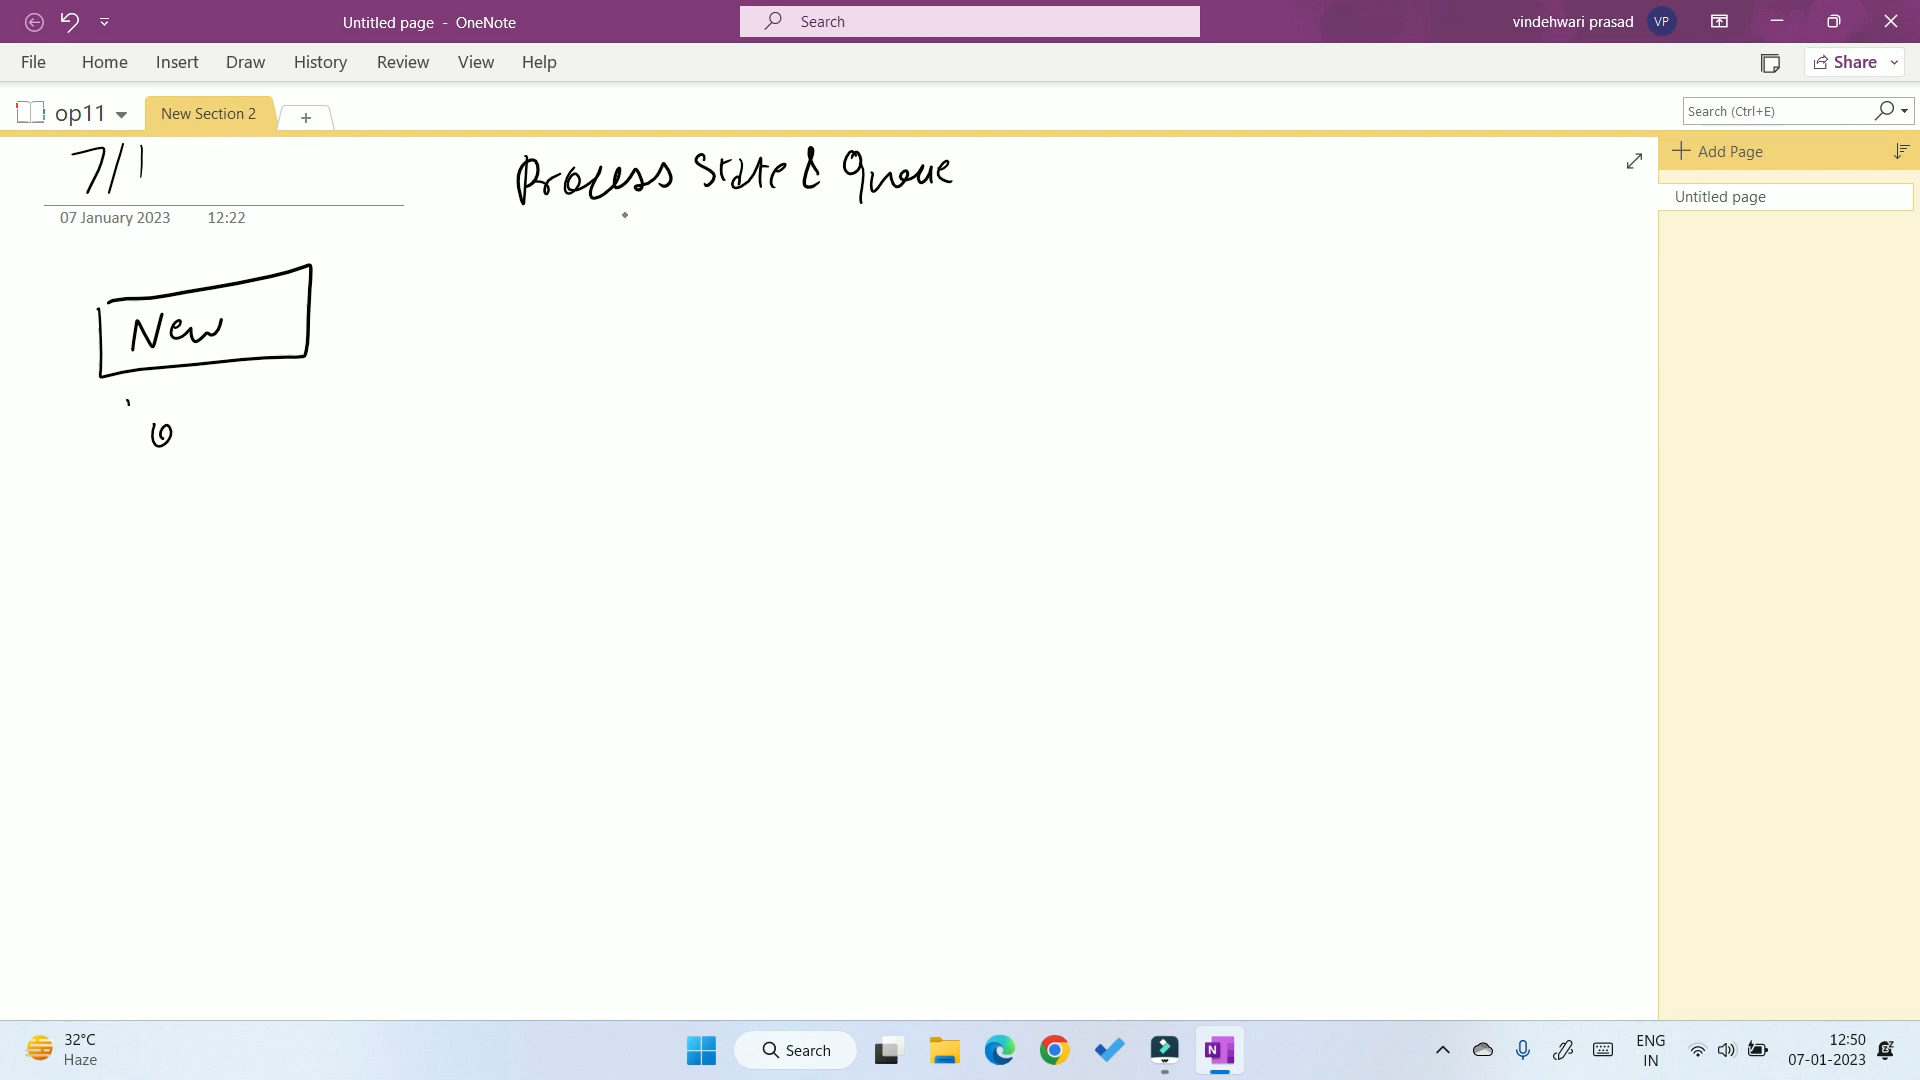 Untitled page - OneNote
Search
vindehwari prasad
VP
File Home Insert Draw History Review View Help
Share
op11
New Section 2
Search (Ctrl+E)
7/1
Process State & Queue
Add Page
Untitled page
07 January 2023 12:22
New
32°C
Haze
Search
ENG
IN
12:50
07-01-2023